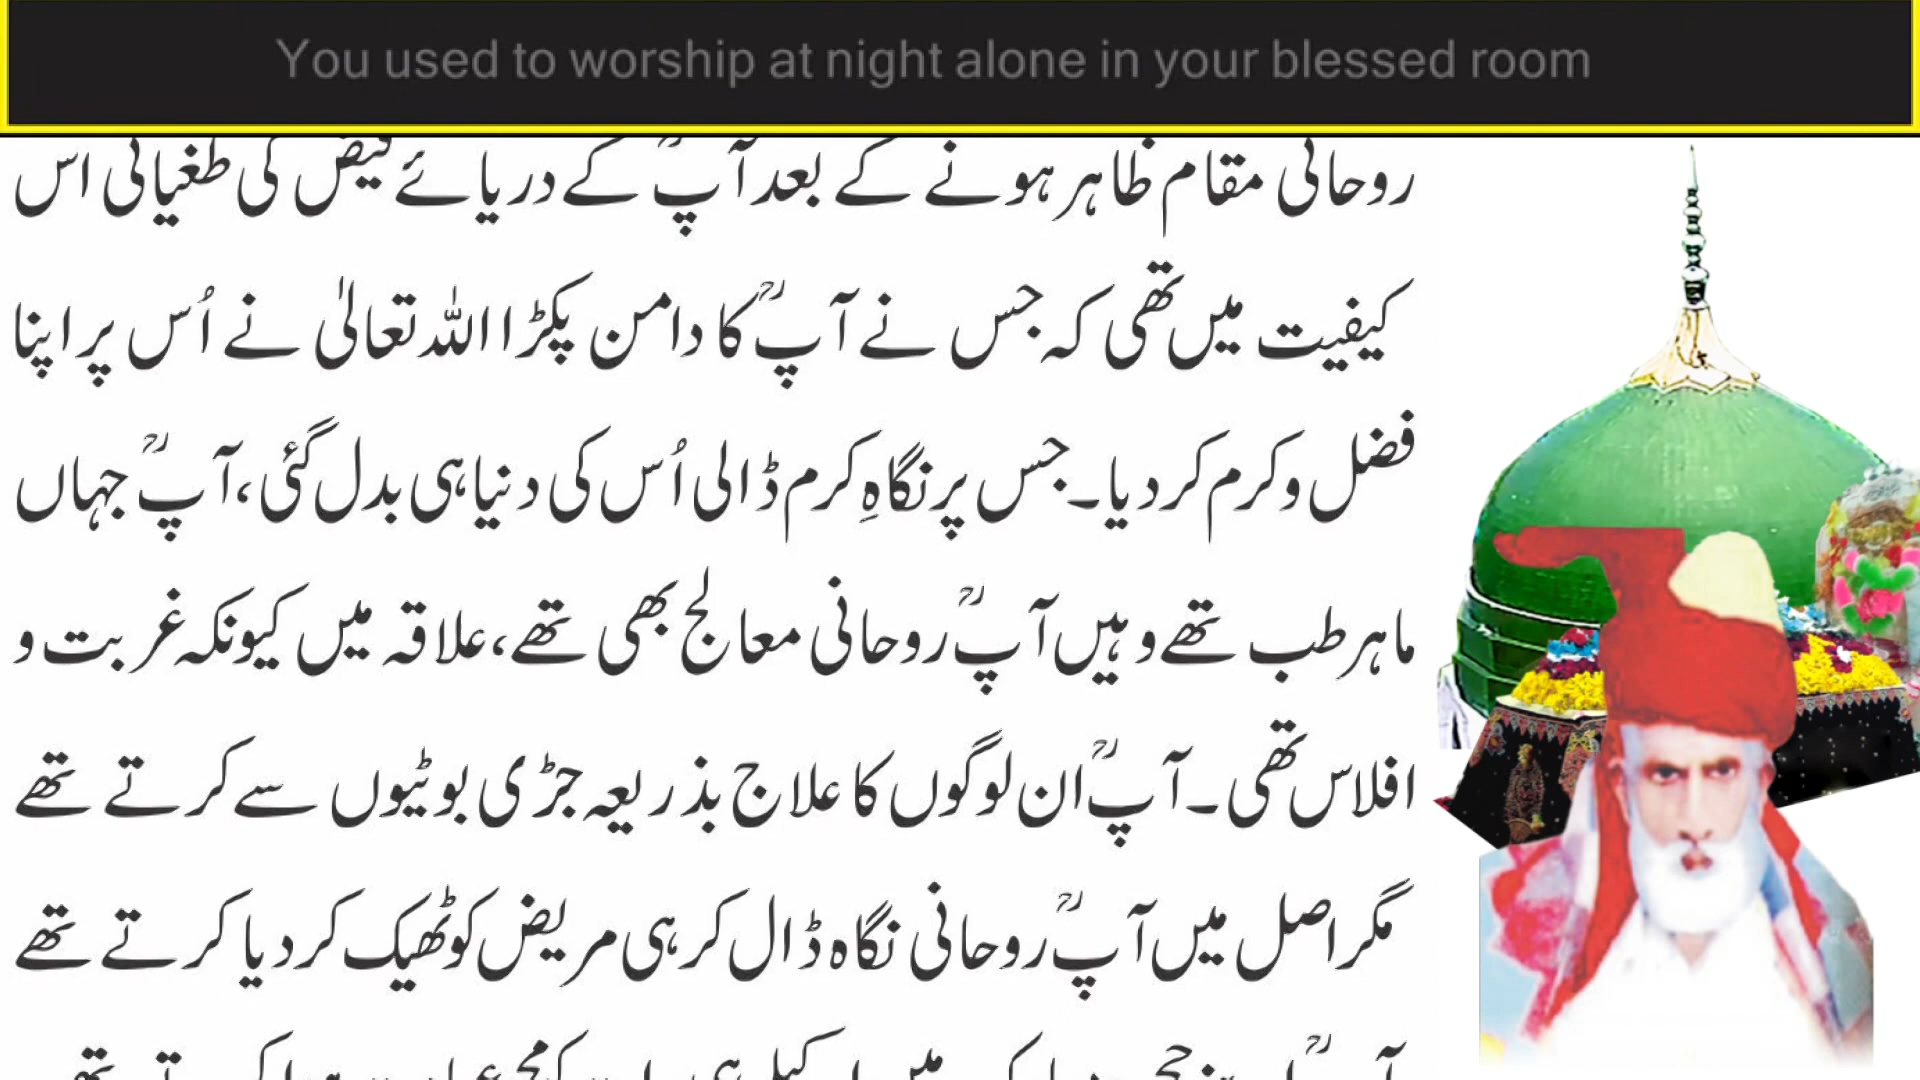 You used to worship at night alone in your blessed room
روحانی مقام ظاہر ہونے کے بعد آپؒ کے دریائے فیض کی طغیانی اس
کیفیت میں تھی کہ جس نے آپؒ کا دامن پکڑا اللہ تعالیٰ نے اُس پر اپنا
فضل و کرم کر دیا۔ جس پر نگاہِ کرم ڈالی اُس کی دنیا ہی بدل گئی، آپؒ جہاں
ماہر طب تھے وہیں آپؒ روحانی معالج بھی تھے، علاقہ میں کیونکہ غربت و
افلاس تھی۔ آپؒ ان لوگوں کا علاج بذریعہ جڑی بوٹیوں سے کرتے تھے
مگر اصل میں آپؒ روحانی نگاہ ڈال کر ہی مریض کو ٹھیک کر دیا کرتے تھے